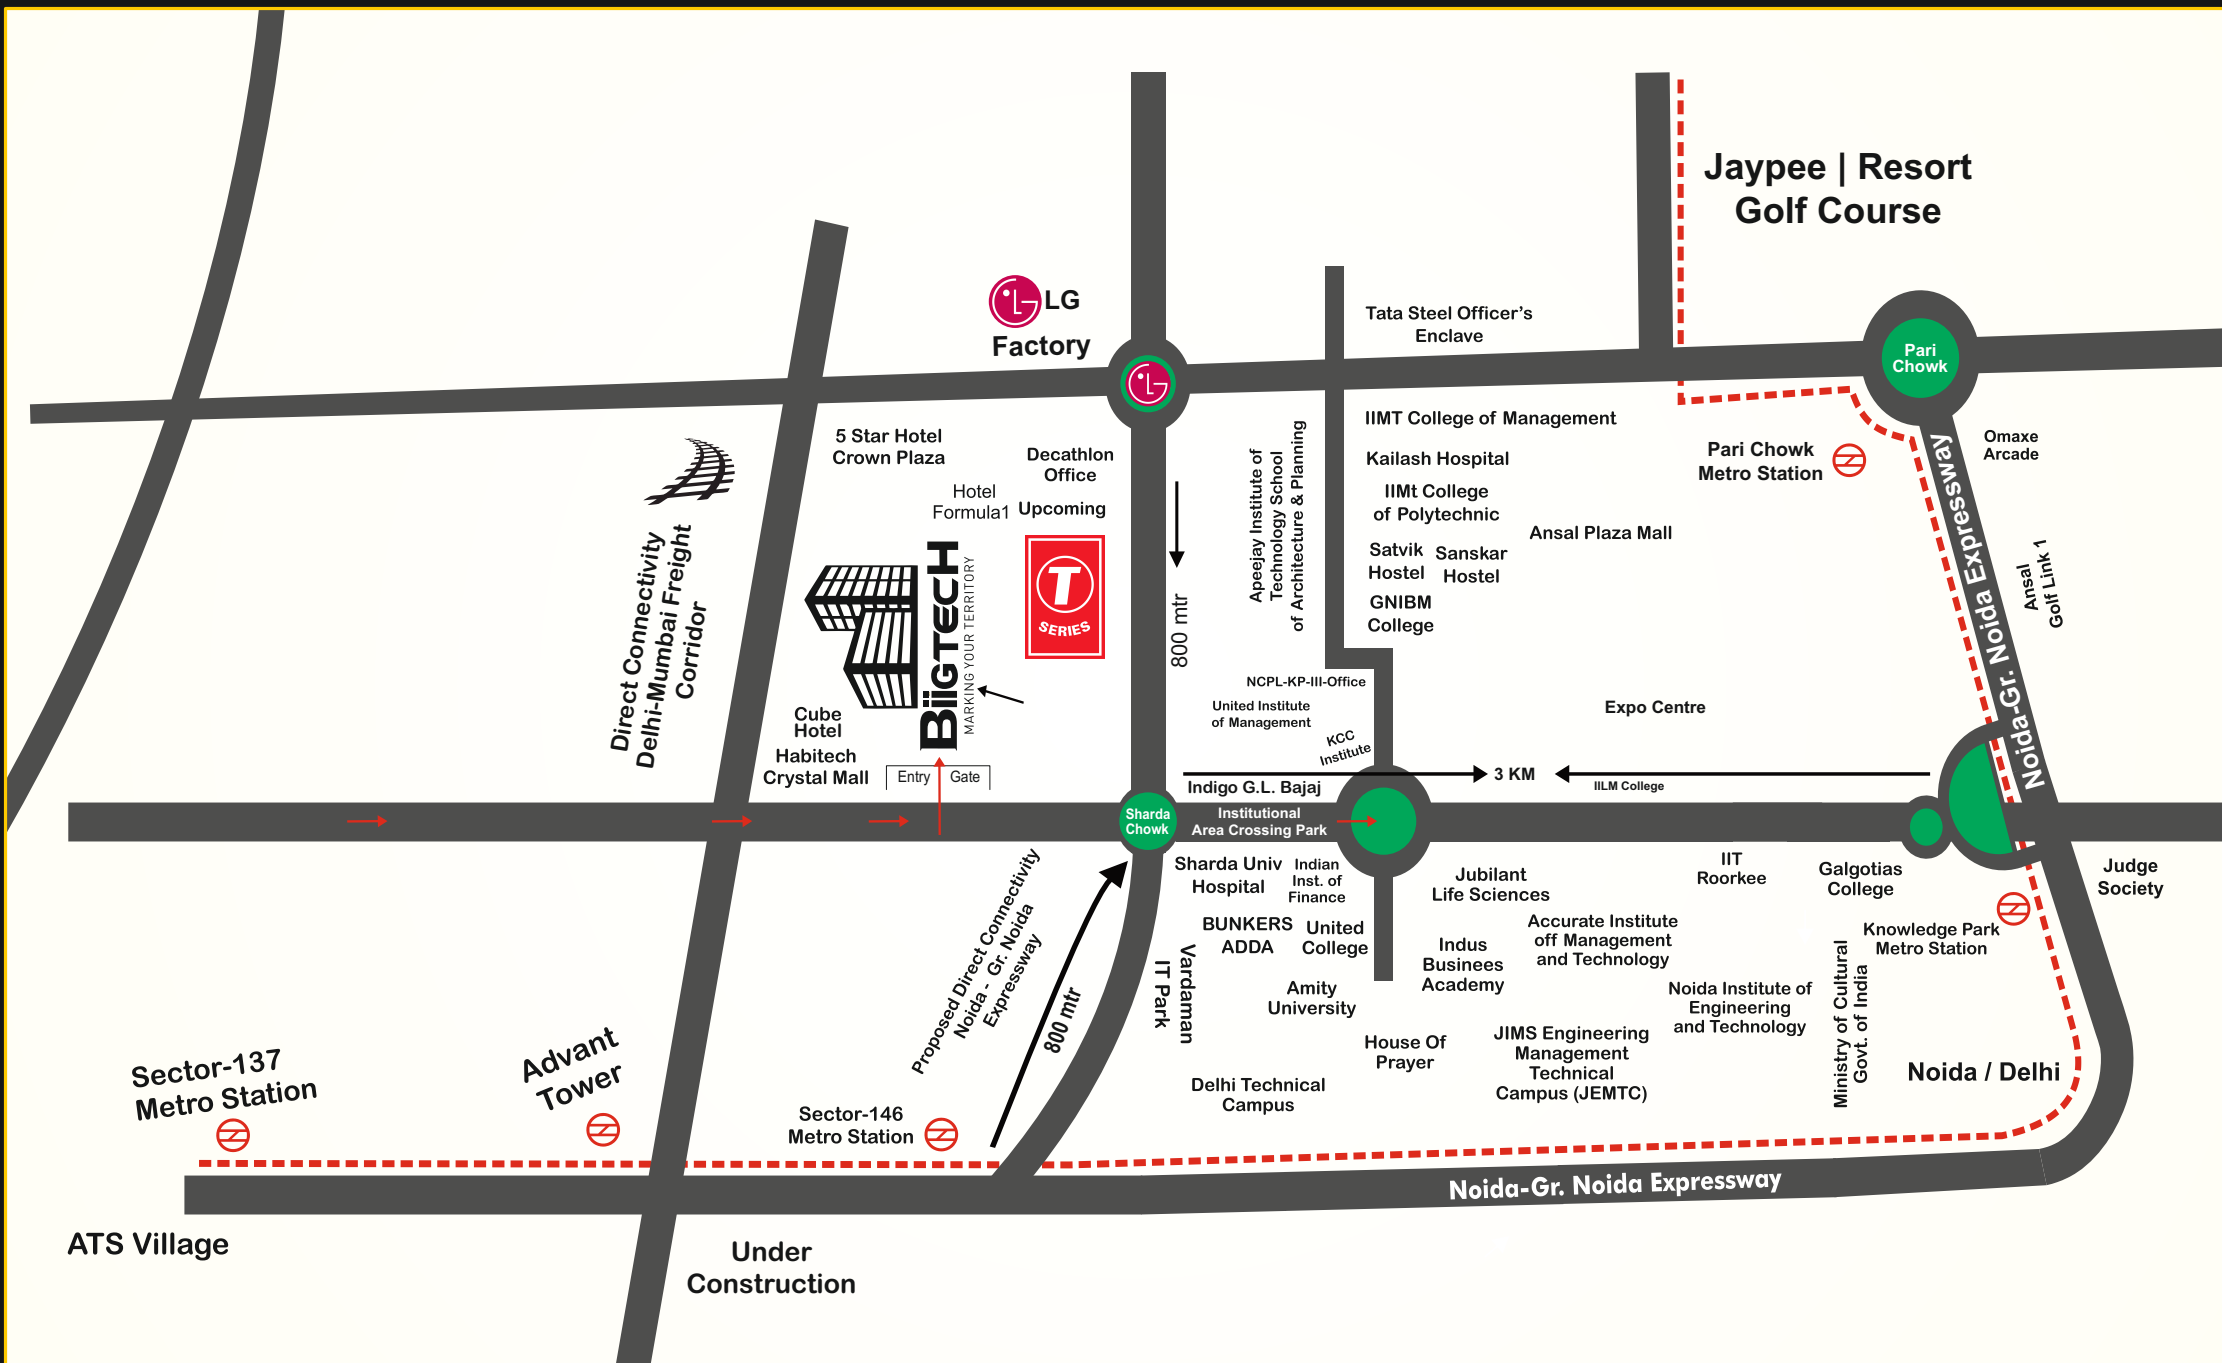 Jaypee | Resort
Golf Course
LG
Factory
Tata Steel Officer's
Enclave
Pari
Chowk
5 Star Hotel
Crown Plaza
Decathlon
Office
Hotel
Formula1
Upcoming
T
SERIES
BiiGTECH
MARKING YOUR TERRITORY
Direct Connectivity
Delhi-Mumbai Freight
Corridor
Cube
Hotel
Habitech
Crystal Mall
Entry
Gate
800 mtr
Apeejay Institute of
Technology School
of Architecture & Planning
IIMT College of Management
Kailash Hospital
IIMt College
of Polytechnic
Satvik
Hostel
Sanskar
Hostel
GNIBM
College
Ansal Plaza Mall
Pari Chowk
Metro Station
Omaxe
Arcade
Noida-Gr. Noida Expressway
Ansal
Golf Link 1
NCPL-KP-III-Office
United Institute
of Management
KCC
Institute
Expo Centre
3 KM
IILM College
Indigo G.L. Bajaj
Sharda
Chowk
Institutional
Area Crossing Park
Sharda Univ
Hospital
Indian
Inst. of
Finance
BUNKERS
ADDA
United
College
Vardaman
IT Park
Amity
University
Delhi Technical
Campus
House Of
Prayer
Jubilant
Life Sciences
Indus
Businees
Academy
Accurate Institute
off Management
and Technology
JIMS Engineering
Management
Technical
Campus (JEMTC)
IIT
Roorkee
Noida Institute of
Engineering
and Technology
Galgotias
College
Knowledge Park
Metro Station
Ministry of Cultural
Govt. of India
Judge
Society
Noida / Delhi
Proposed Direct Connectivity
Noida - Gr. Noida
Expressway
800 mtr
Sector-137
Metro Station
Advant
Tower
Sector-146
Metro Station
Noida-Gr. Noida Expressway
ATS Village
Under
Construction